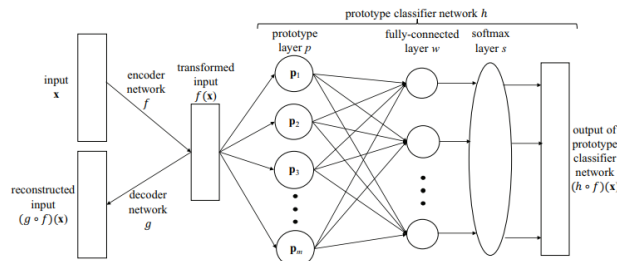 prototype classifier network h
prototype
layer p
fully-connected
layer w
softmax
layer s
input
x
encoder
network
f
transformed
input
f(x)
p₁
p₂
p₃
pₘ
reconstructed
input
(g ∘ f)(x)
decoder
network
g
output of
prototype
classifier
network
(h ∘ f)(x)